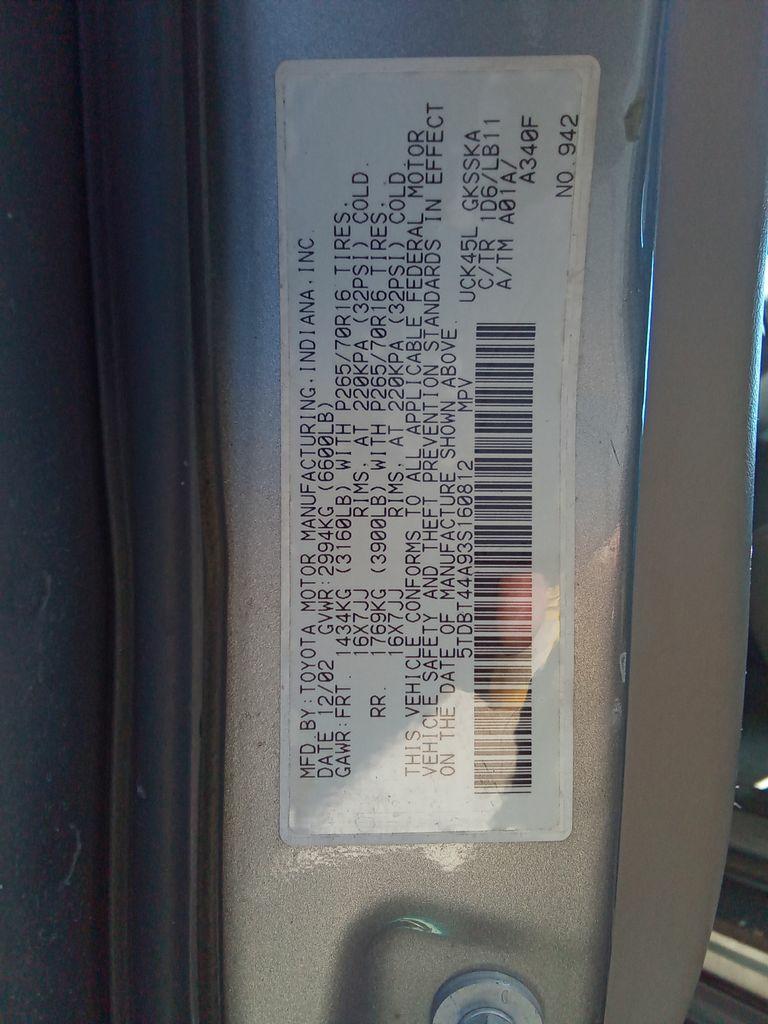 MFD BY: TOYOTA MOTOR MANUFACTURING, INDIANA, INC.
DATE 12/02 GVWR: 2994KG (6600LB)
GAWR: FRT. 1434KG (3160LB) WITH P265/70R16 TIRES,
16X7JJ RIMS, AT 220KPA (32PSI) COLD.
RR. 1769KG (3900LB) WITH P265/70R16 TIRES,
16X7JJ RIMS, AT 220KPA (32PSI) COLD.
THIS VEHICLE CONFORMS TO ALL APPLICABLE FEDERAL MOTOR
VEHICLE SAFETY AND THEFT PREVENTION STANDARDS IN EFFECT
ON THE DATE OF MANUFACTURE SHOWN ABOVE.
5TDBT44A93S160812 MPV
UCK45L GKSSKA
C/TR 1D6/LB11
A/TM A01A/
A340F
NO. 942